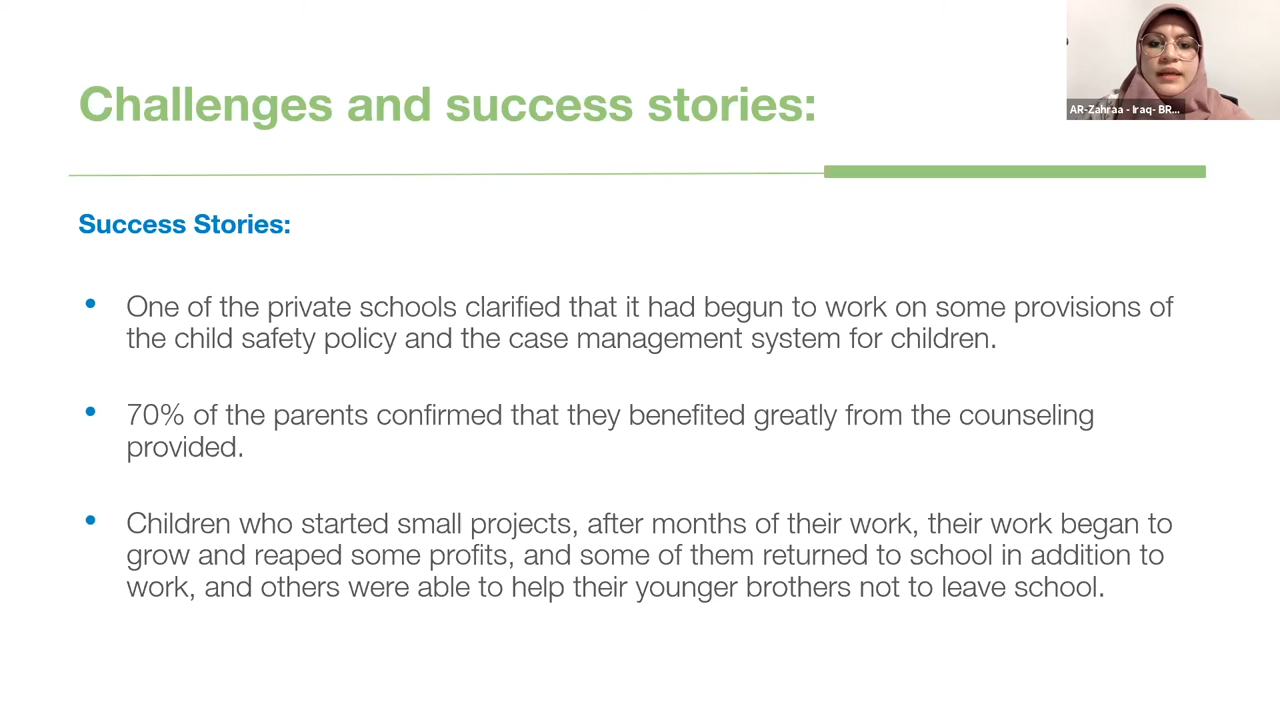 Challenges and success stories:
AR-Zahraa - Iraq- BR...
Success Stories:
• One of the private schools clarified that it had begun to work on some provisions of
the child safety policy and the case management system for children.
• 70% of the parents confirmed that they benefited greatly from the counseling
provided.
• Children who started small projects, after months of their work, their work began to
grow and reaped some profits, and some of them returned to school in addition to
work, and others were able to help their younger brothers not to leave school.